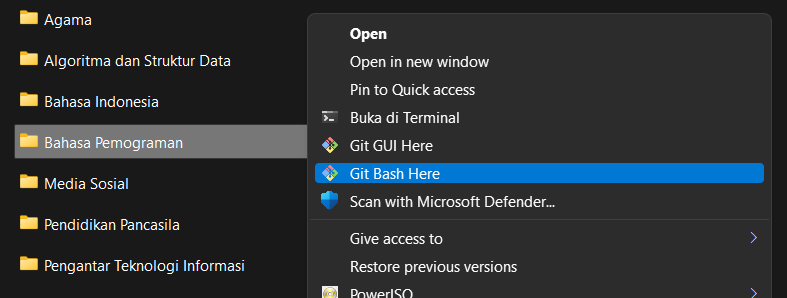 Agama
Algoritma dan Struktur Data
Bahasa Indonesia
Bahasa Pemograman
Media Sosial
Pendidikan Pancasila
Pengantar Teknologi Informasi
Open
Open in new window
Pin to Quick access
Buka di Terminal
Git GUI Here
Git Bash Here
Scan with Microsoft Defender...
Give access to
Restore previous versions
PowerISO